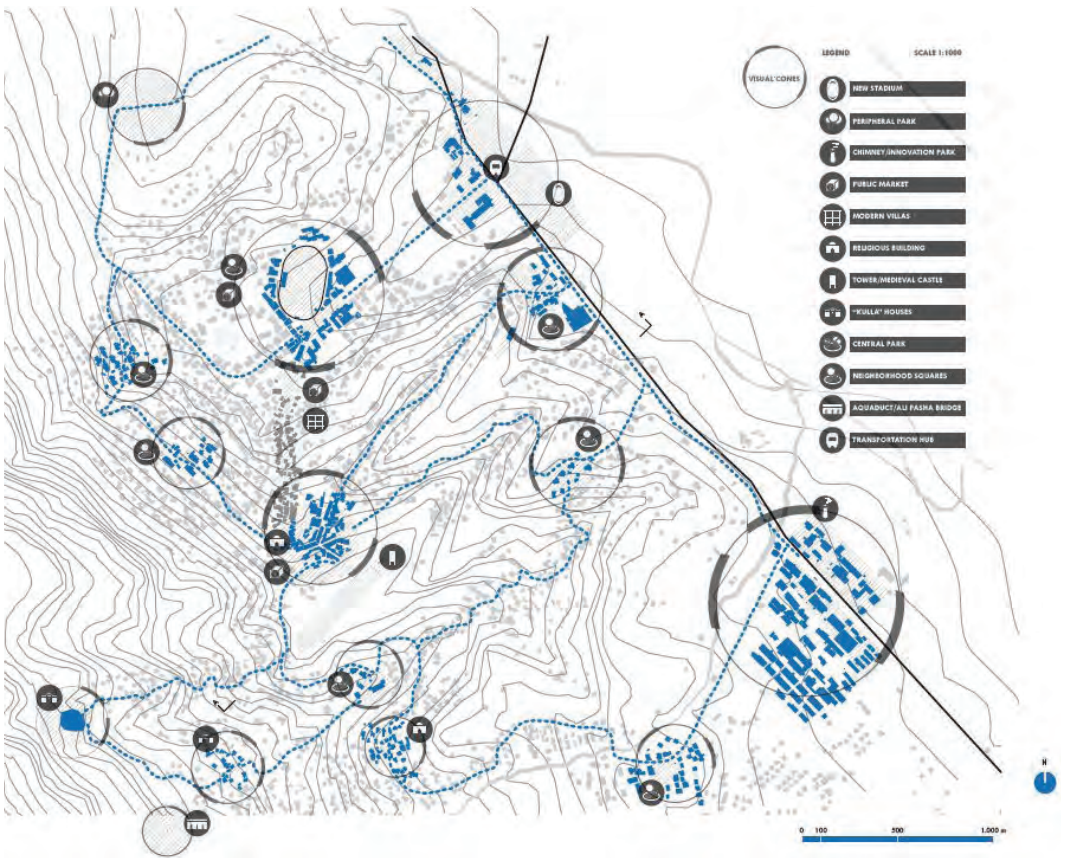 VISUAL CONES
LEGEND SCALE 1:1000
NEW STADIUM
PERIPHERAL PARK
CHIMNEY/INNOVATION PARK
PUBLIC MARKET
MODERN VILLAS
RELIGIOUS BUILDING
TOWER/MEDIEVAL CASTLE
"KULLA" HOUSES
CENTRAL PARK
NEIGHBORHOOD SQUARES
AQUADUCT/ALI PASHA BRIDGE
TRANSPORTATION HUB
N
0 100 500 1.000 m